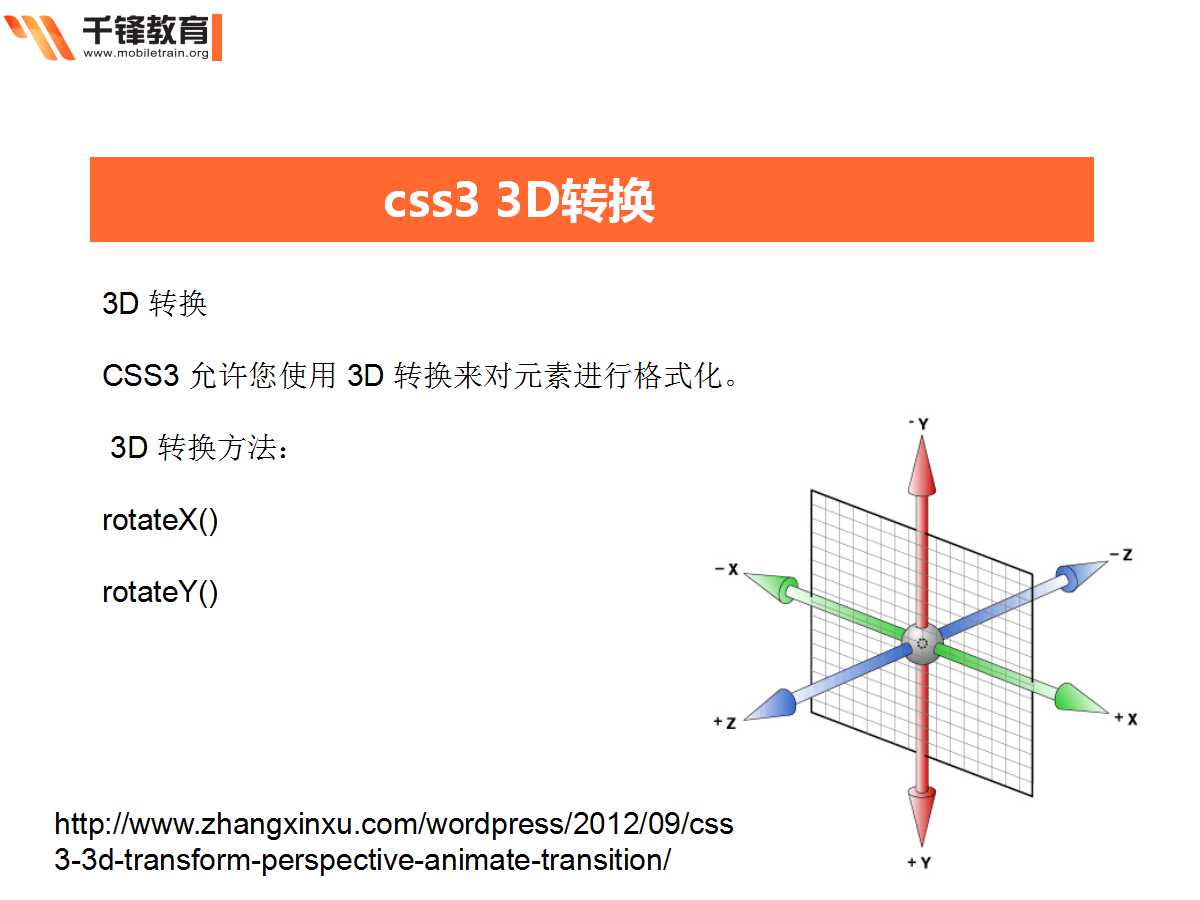 千锋教育
www.mobiletrain.org
css3 3D转换
3D 转换
CSS3 允许您使用 3D 转换来对元素进行格式化。
3D 转换方法：
rotateX()
rotateY()
- Y
- Z
- X
+ Z
+ X
+ Y
http://www.zhangxinxu.com/wordpress/2012/09/css
3-3d-transform-perspective-animate-transition/